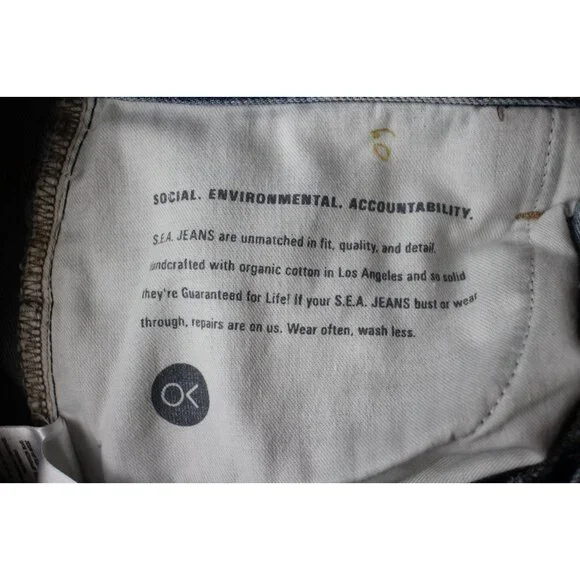 60
SOCIAL. ENVIRONMENTAL. ACCOUNTABILITY.
S.E.A. JEANS are unmatched in fit, quality, and detail.
Handcrafted with organic cotton in Los Angeles and so solid
they're Guaranteed for Life! If your S.E.A. JEANS bust or wear
through, repairs are on us. Wear often, wash less.